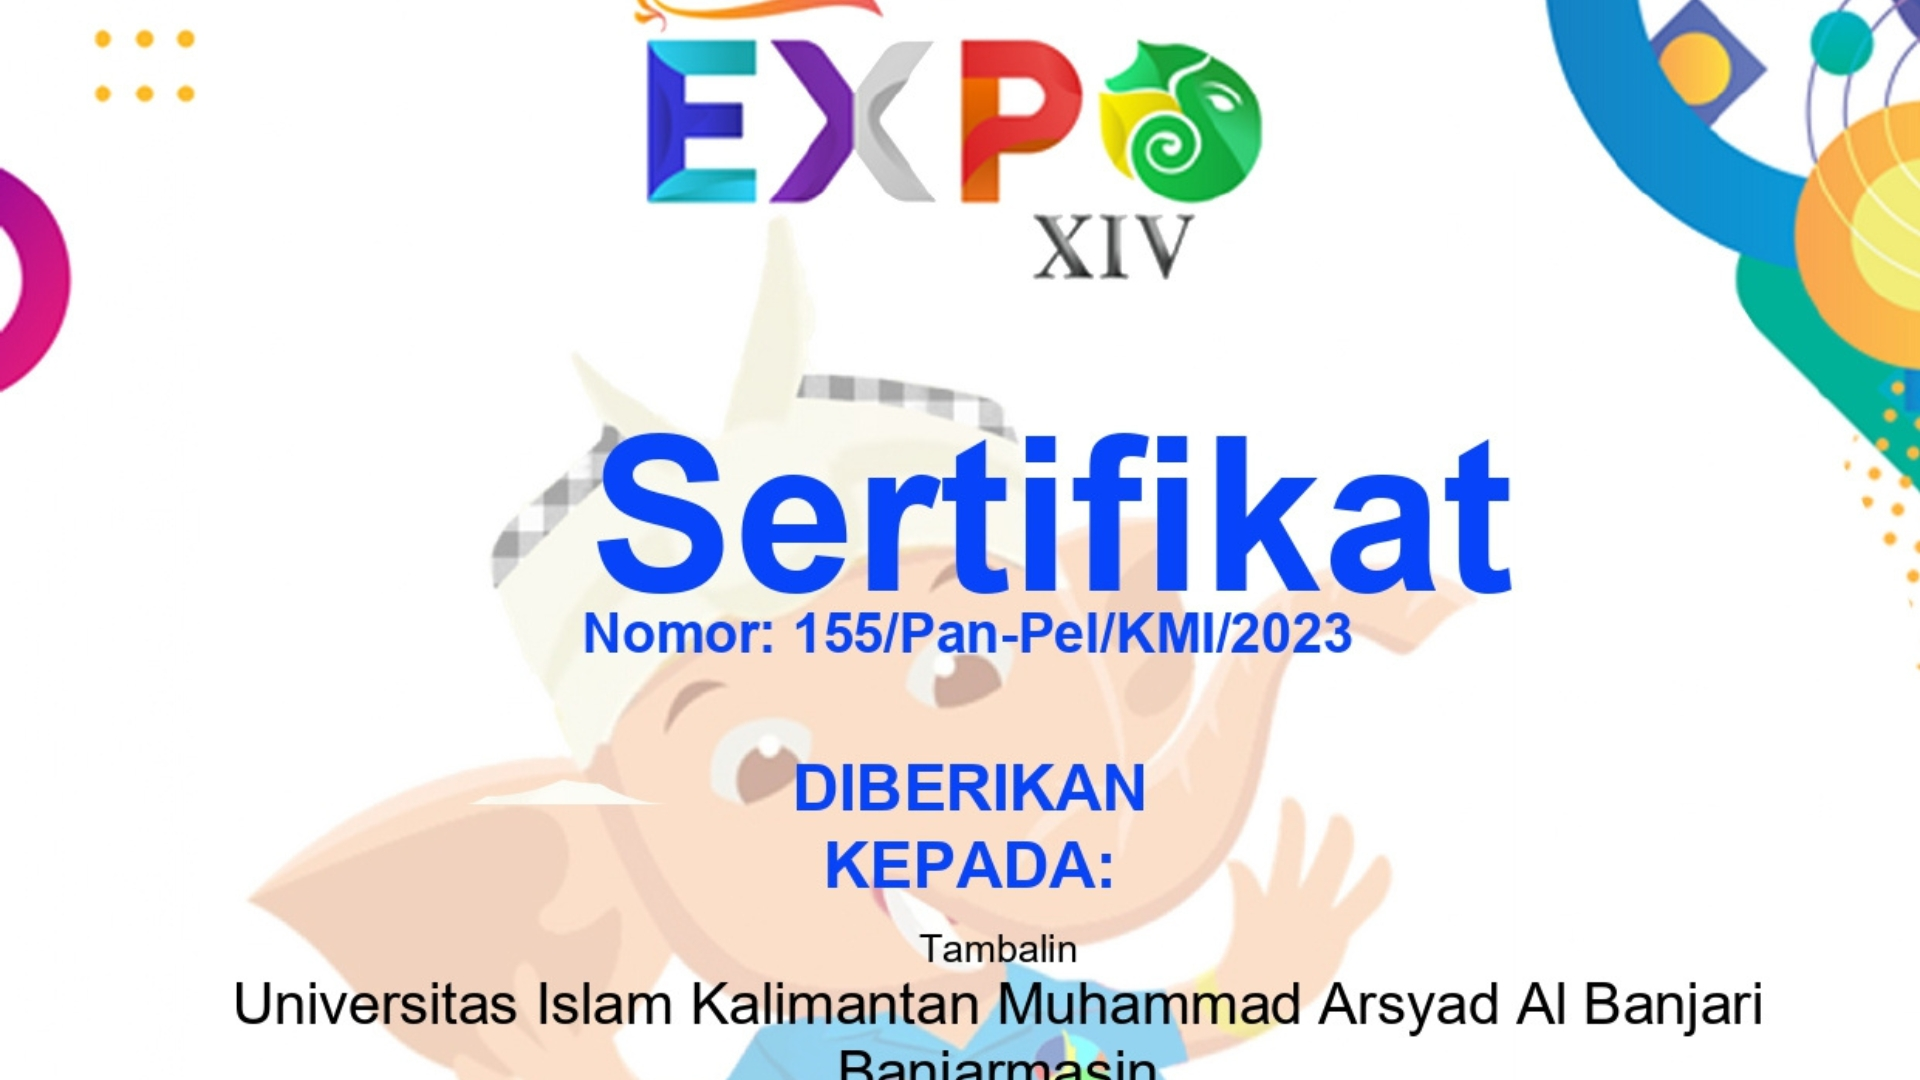 EXPO
XIV
Sertifikat
Nomor: 155/Pan-Pel/KMI/2023
DIBERIKAN
KEPADA:
Tambalin
Universitas Islam Kalimantan Muhammad Arsyad Al Banjari
Banjarmasin